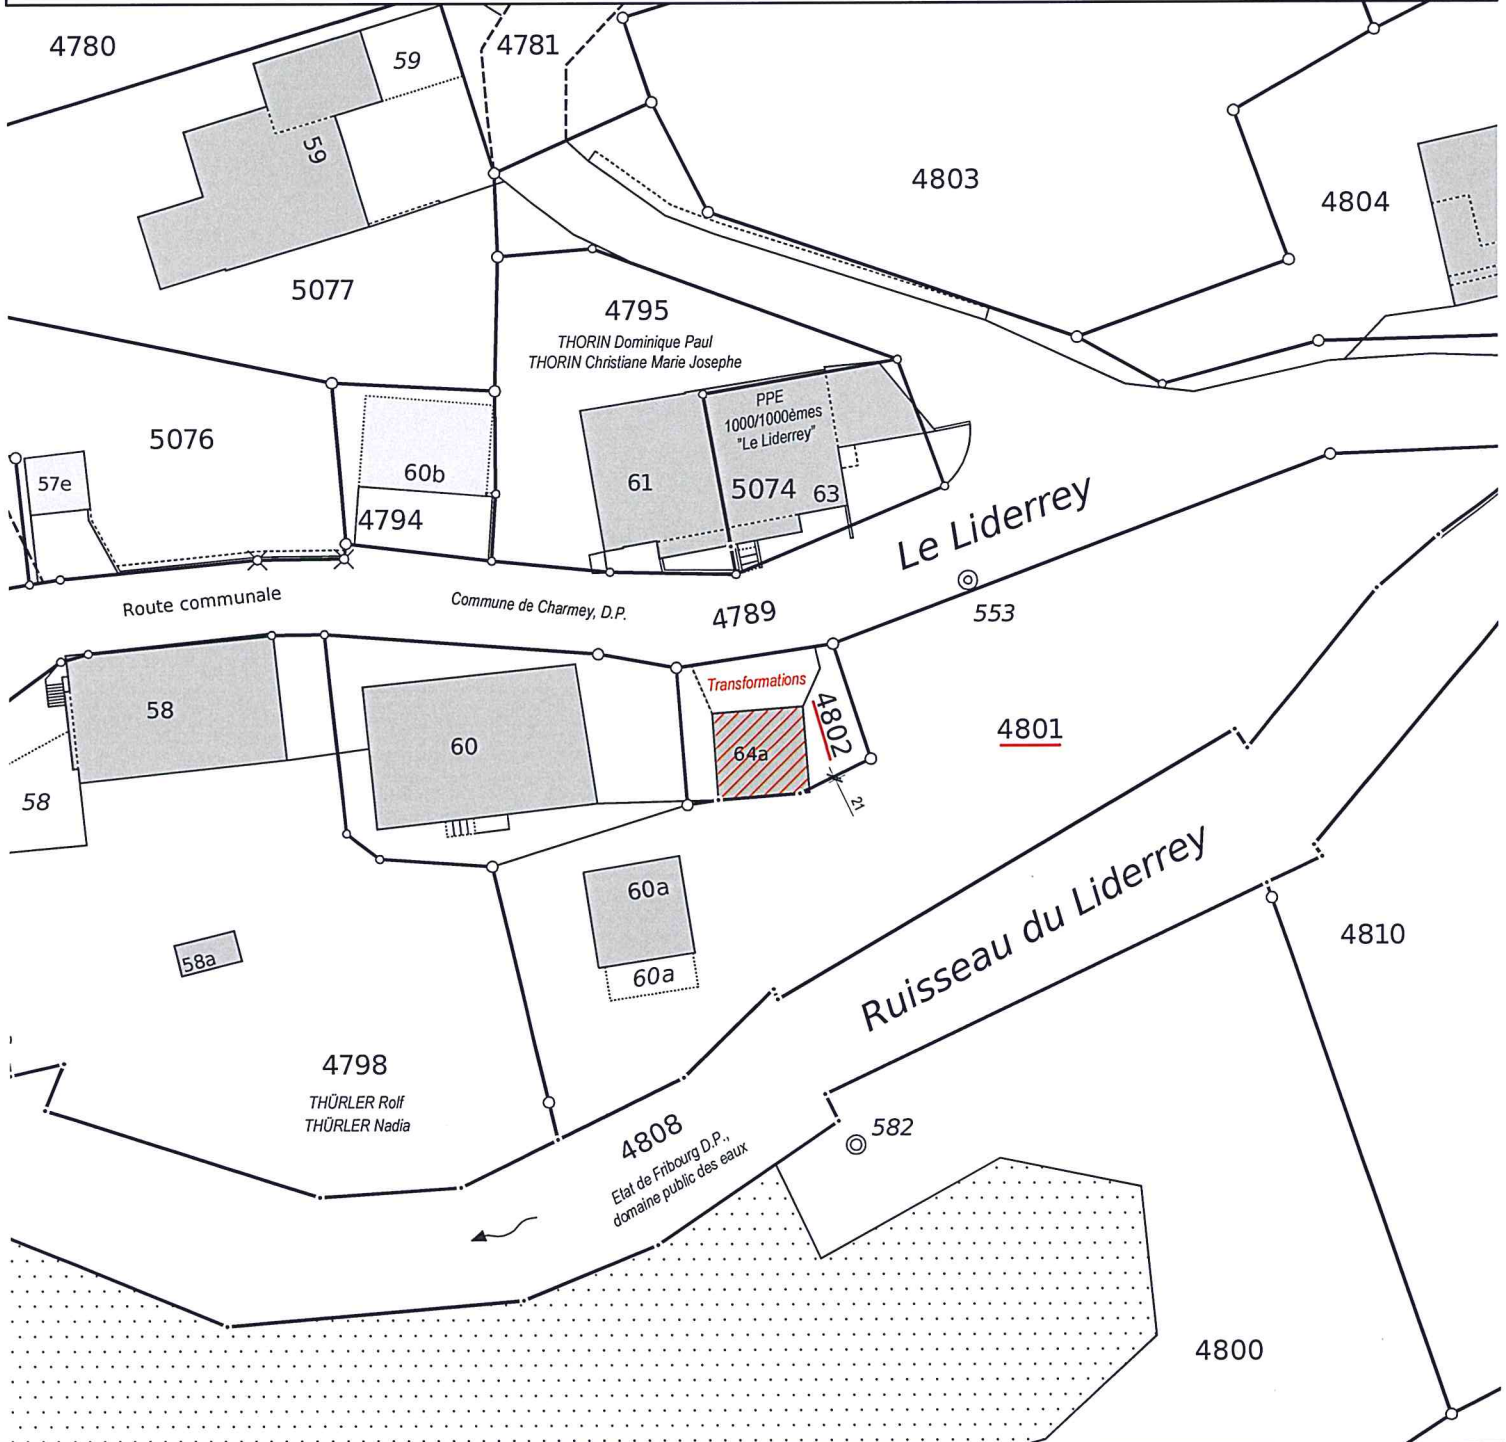 4780
59
4781
59
4803
4804
5077
4795
THORIN Dominique Paul
THORIN Christiane Marie Josephe
PPE
1000/1000èmes
"Le Liderrey"
5076
57e
60b
61
5074
63
4794
Le Liderrey
Route communale
Commune de Charmey, D.P.
4789
553
58
60
Transformations
4802
64a
4801
58
21
60a
60a
58a
Ruisseau du Liderrey
4810
4798
THÜRLER Rolf
THÜRLER Nadia
4808
Etat de Fribourg D.P.,
domaine public des eaux
582
4800